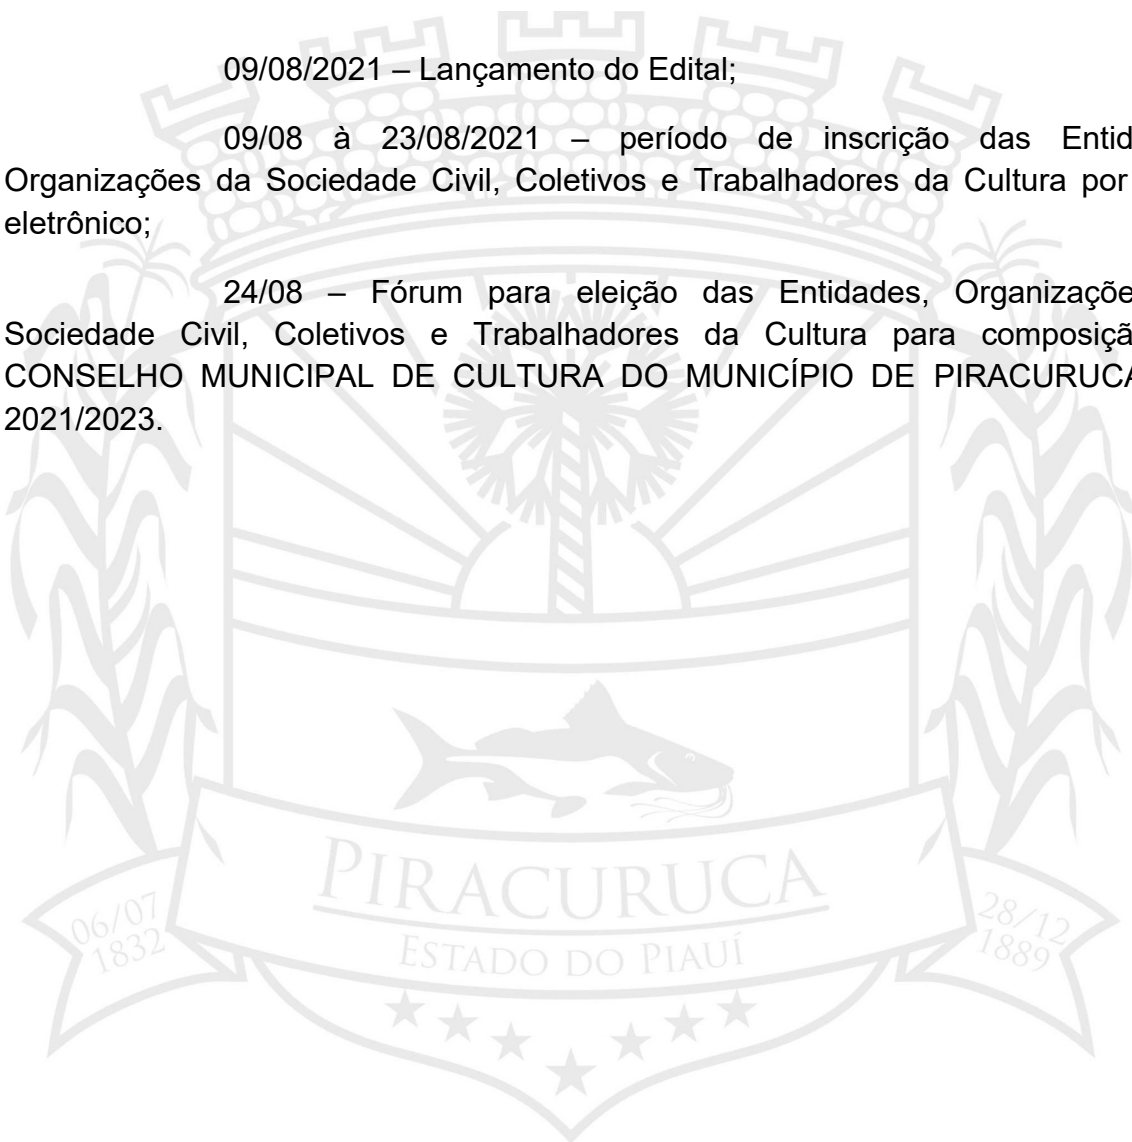 09/08/2021 – Lançamento do Edital;
09/08 à 23/08/2021 – período de inscrição das Entid
Organizações da Sociedade Civil, Coletivos e Trabalhadores da Cultura por
eletrônico;
24/08 – Fórum para eleição das Entidades, Organizaçõe
Sociedade Civil, Coletivos e Trabalhadores da Cultura para composiçã
CONSELHO MUNICIPAL DE CULTURA DO MUNICÍPIO DE PIRACURUCA
2021/2023.
PIRACURUCA
ESTADO DO PIAUÍ
06/07
1832
28/12
1889